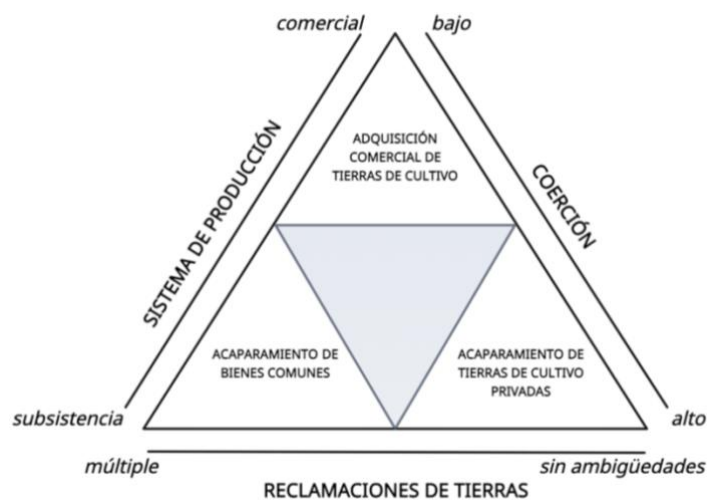 comercial
bajo
ADQUISICIÓN
COMERCIAL DE
TIERRAS DE CULTIVO
SISTEMA DE PRODUCCIÓN
COERCIÓN
ACAPARAMIENTO DE
BIENES COMUNES
ACAPARAMIENTO DE
TIERRAS DE CULTIVO
PRIVADAS
subsistencia
alto
múltiple
sin ambigüedades
RECLAMACIONES DE TIERRAS